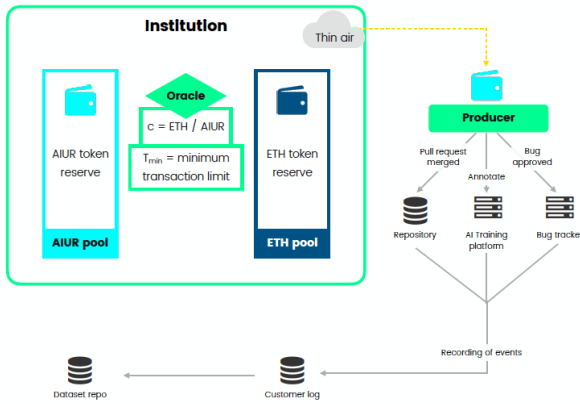 Institution
Thin air
Oracle
c = ETH / AIUR
T min = minimum
transaction limit
AIUR token
reserve
AIUR pool
ETH token
reserve
ETH pool
Producer
Pull request
merged
Annotate
Bug
approved
Repository
AI Training
platform
Bug tracke
Recording of events
Customer log
Dataset repo